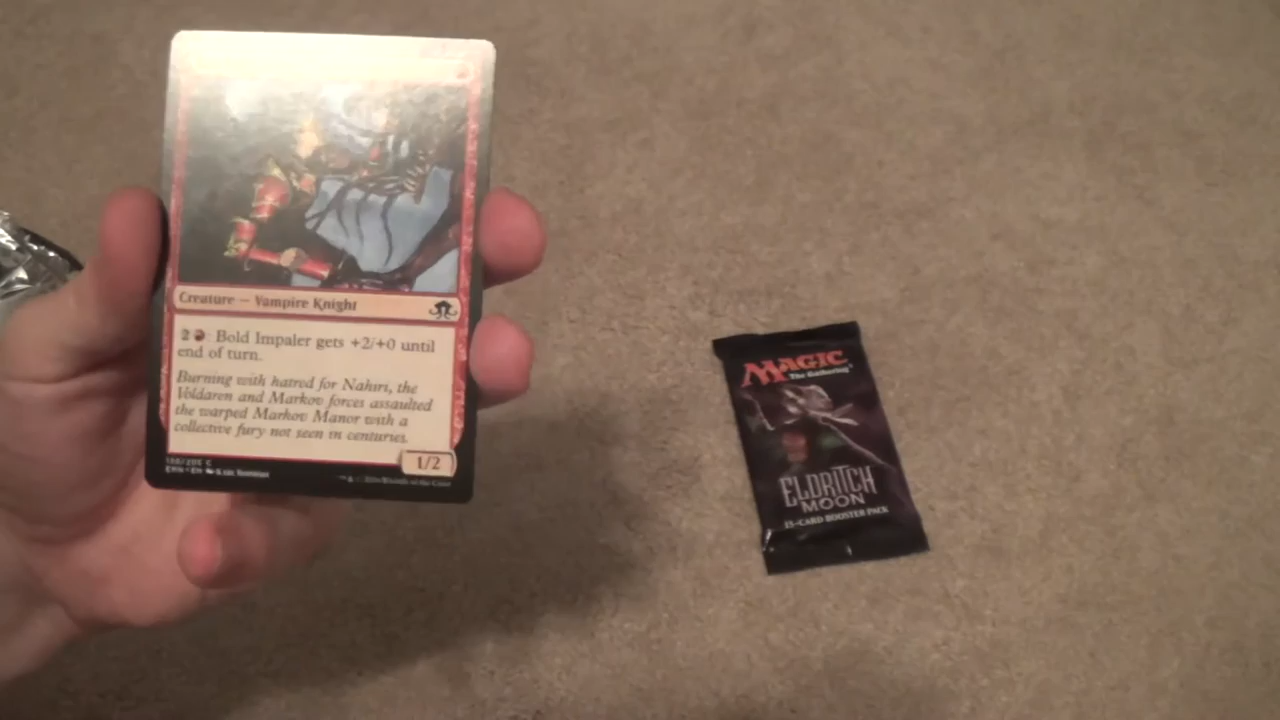 Creature — Vampire Knight
2 : Bold Impaler gets +2/+0 until
end of turn.
Burning with hatred for Nahiri, the
Voldaren and Markov forces assaulted
the warped Markov Manor with a
collective fury not seen in centuries.
1/2
EMN • EN
MAGIC
The Gathering
ELDRITCH
MOON
15-CARD BOOSTER PACK